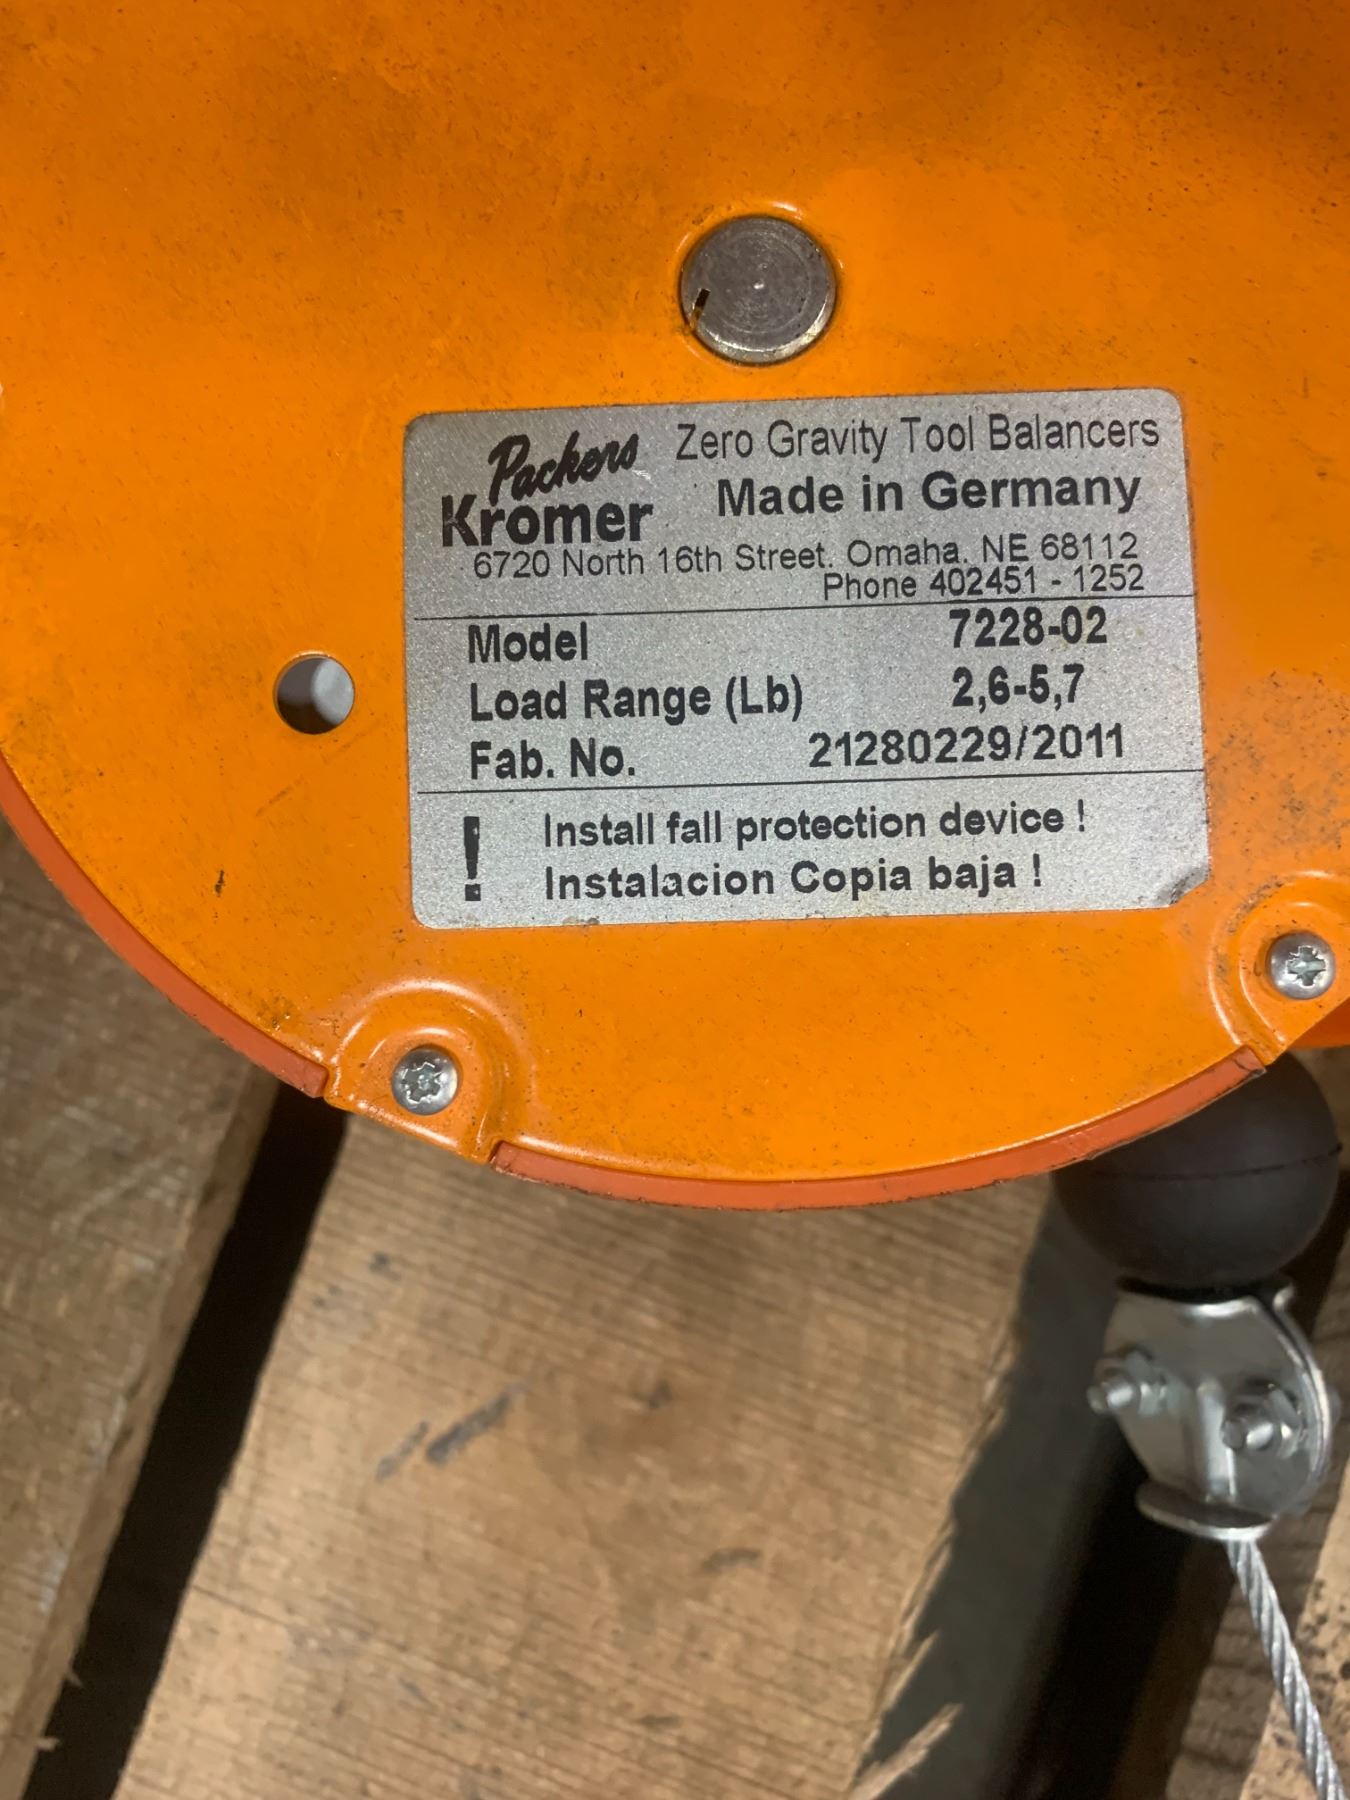 Packers Zero Gravity Tool Balancers
Kromer Made in Germany
6720 North 16th Street. Omaha. NE 68112
Phone 402451 - 1252
Model 7228-02
Load Range (Lb) 2,6-5,7
Fab. No. 21280229/2011
! Install fall protection device !
Instalacion Copia baja !